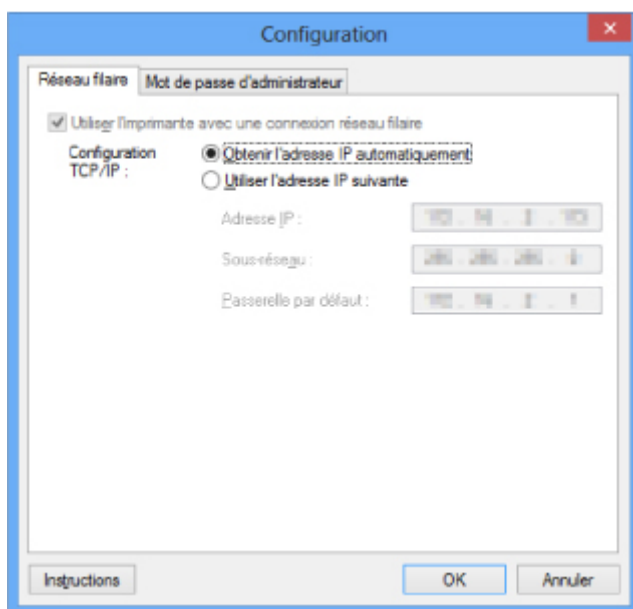 Configuration
Réseau filaire Mot de passe d'administrateur
Utiliser l'imprimante avec une connexion réseau filaire
Configuration TCP/IP :
Obtenir l'adresse IP automatiquement
Utiliser l'adresse IP suivante
Adresse IP :
Sous-réseau :
Passerelle par défaut :
Instructions OK Annuler